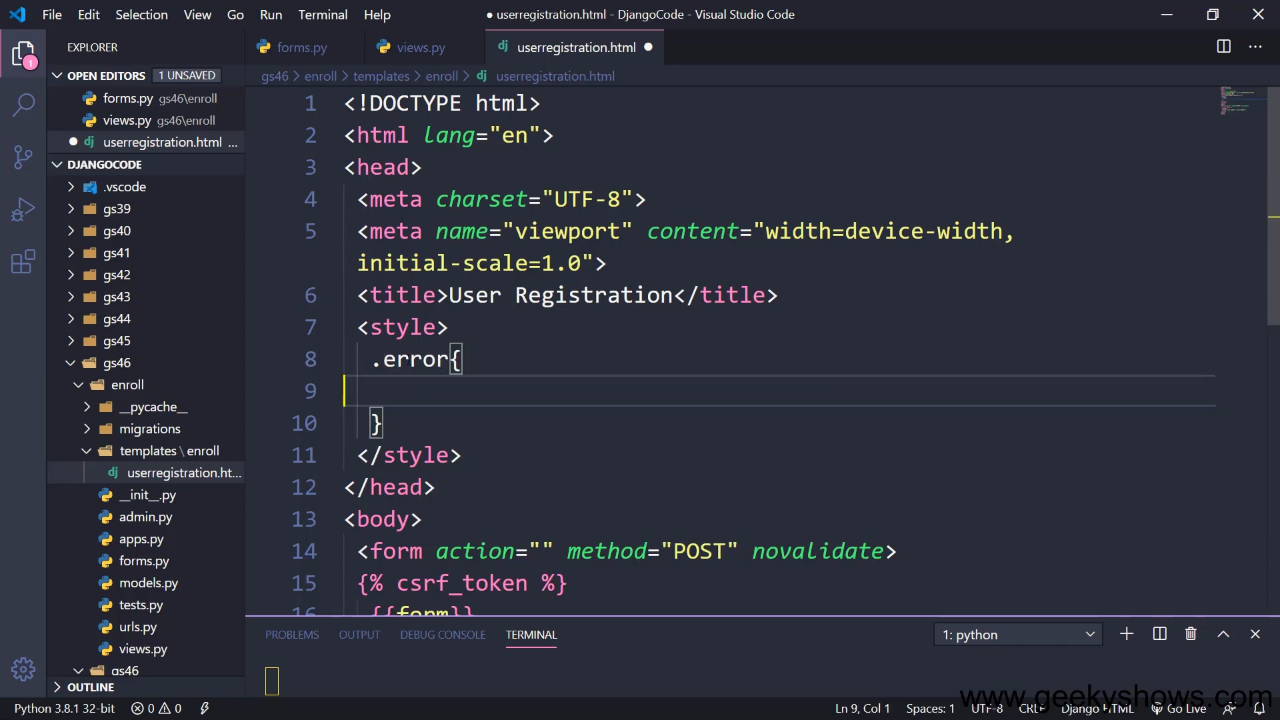 File Edit Selection View Go Run Terminal Help
● userregistration.html - DjangoCode - Visual Studio Code
EXPLORER
OPEN EDITORS 1 UNSAVED
forms.py gs46\enroll
views.py gs46\enroll
userregistration.html ...
DJANGOCODE
.vscode
gs39
gs40
gs41
gs42
gs43
gs44
gs45
gs46
enroll
__pycache__
migrations
templates \ enroll
userregistration.ht...
__init__.py
admin.py
apps.py
forms.py
models.py
tests.py
urls.py
views.py
gs46
OUTLINE
1
forms.py views.py userregistration.html
gs46 > enroll > templates > enroll > userregistration.html
1 <!DOCTYPE html>
2 <html lang="en">
3 <head>
4 <meta charset="UTF-8">
5 <meta name="viewport" content="width=device-width,
initial-scale=1.0">
6 <title>User Registration</title>
7 <style>
8 .error{
9
10 }
11 </style>
12 </head>
13 <body>
14 <form action="" method="POST" novalidate>
15 {% csrf_token %}
16 {{form}}
PROBLEMS OUTPUT DEBUG CONSOLE TERMINAL
1: python
Python 3.8.1 32-bit 0 0
Ln 9, Col 1 Spaces: 1 UTF-8 CRLF Django HTML Go Live
www.geekyshows.com